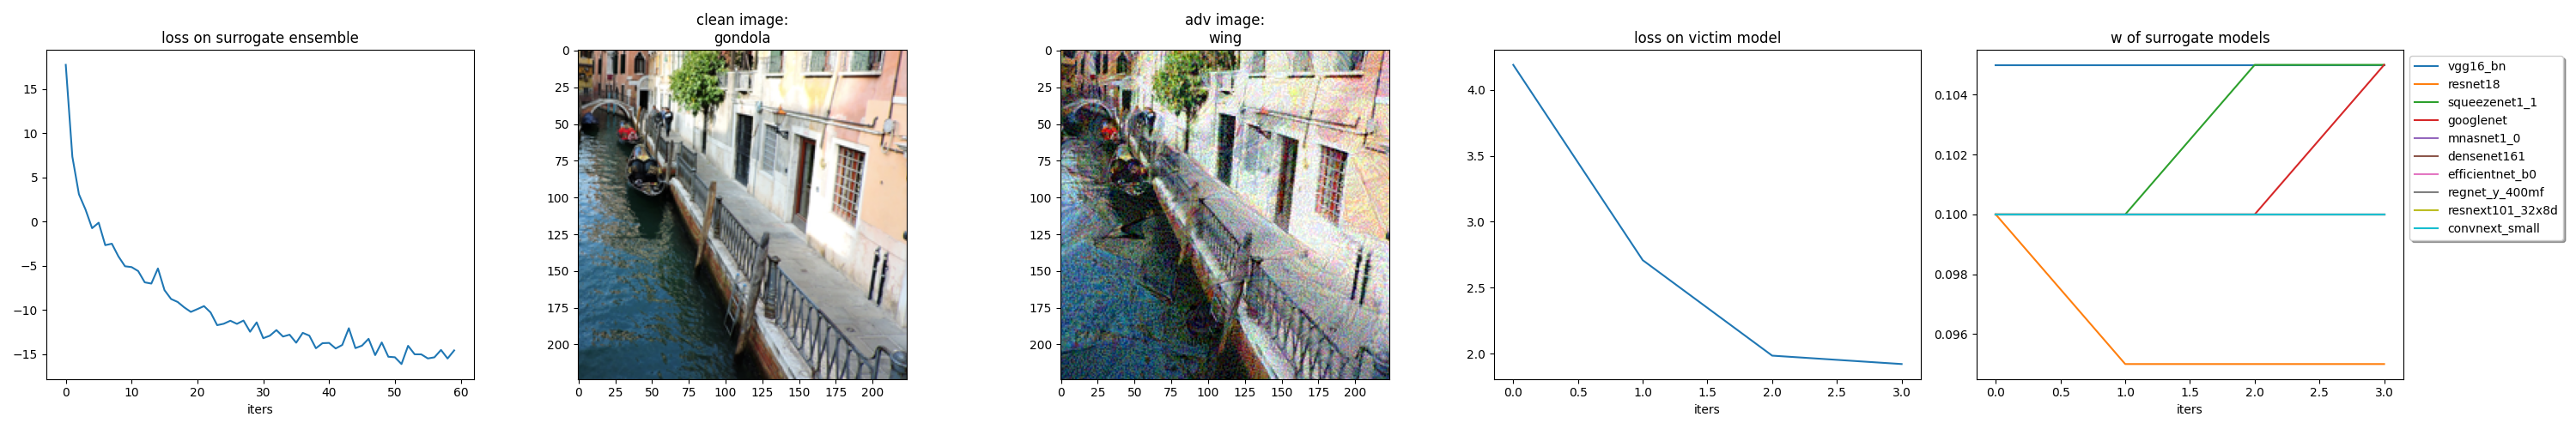 loss on surrogate ensemble
15
10
5
0
−5
−10
−15
0 10 20 30 40 50 60
iters
clean image:
gondola
0
25
50
75
100
125
150
175
200
0 25 50 75 100 125 150 175 200
adv image:
wing
0
25
50
75
100
125
150
175
200
0 25 50 75 100 125 150 175 200
loss on victim model
4.0
3.5
3.0
2.5
2.0
0.0 0.5 1.0 1.5 2.0 2.5 3.0
iters
w of surrogate models
0.104
0.102
0.100
0.098
0.096
0.0 0.5 1.0 1.5 2.0 2.5 3.0
iters
vgg16_bn
resnet18
squeezenet1_1
googlenet
mnasnet1_0
densenet161
efficientnet_b0
regnet_y_400mf
resnext101_32x8d
convnext_small